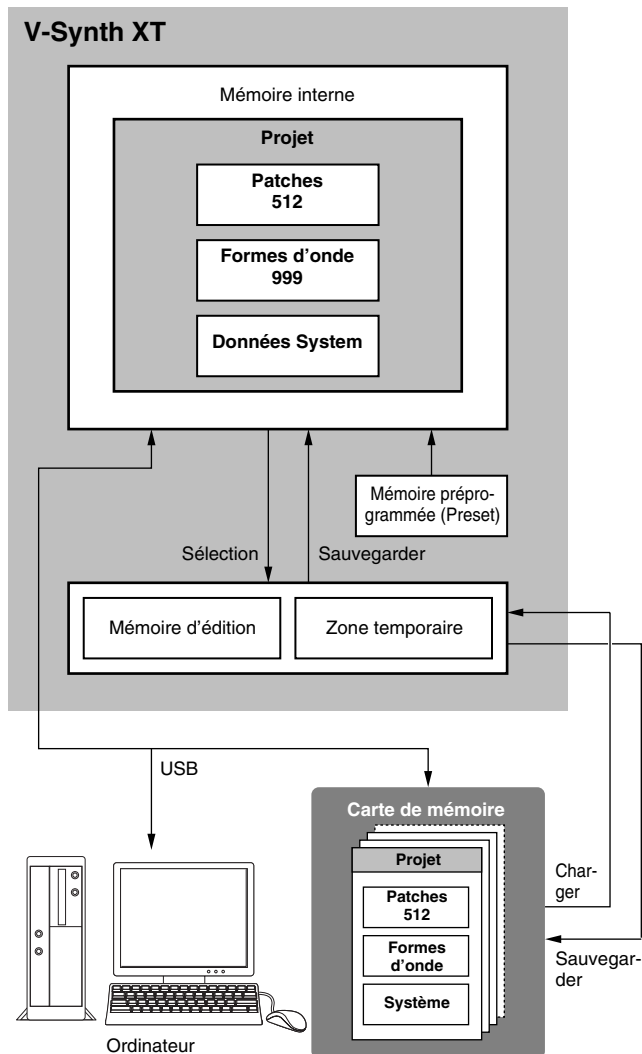 V-Synth XT
Mémoire interne
Projet
Patches
512
Formes d'onde
999
Données System
Mémoire prépro-
grammée (Preset)
Sélection
Sauvegarder
Mémoire d'édition
Zone temporaire
USB
Carte de mémoire
Projet
Patches
512
Formes
d'onde
Système
Char-
ger
Sauvegar-
der
Ordinateur